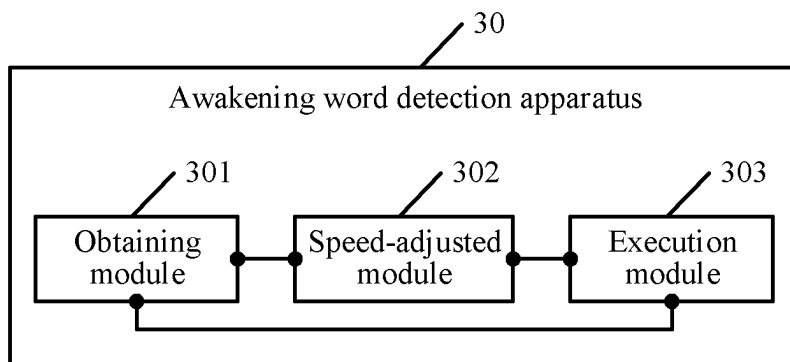 30
Awakening word detection apparatus
301
302
303
Obtaining
module
Speed-adjusted
module
Execution
module